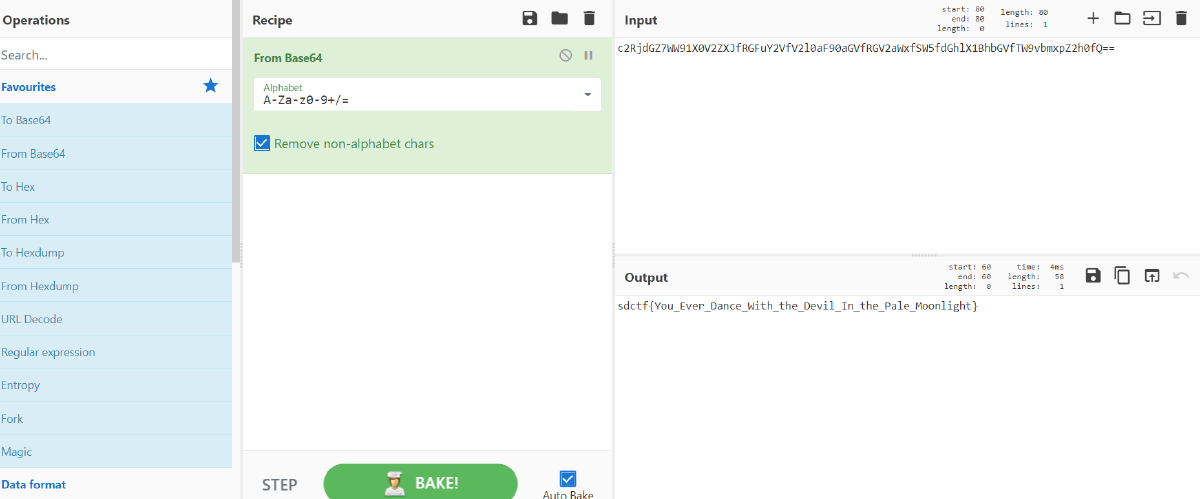 Operations
Search...
Favourites
To Base64
From Base64
To Hex
From Hex
To Hexdump
From Hexdump
URL Decode
Regular expression
Entropy
Fork
Magic
Data format
Recipe
From Base64
Alphabet
A-Za-z0-9+/=
Remove non-alphabet chars
STEP
BAKE!
Auto Bake
Input
start: 80
end: 80
length: 0
length: 80
lines: 1
c2RjdGZ7WW91X0V2ZXJfRGFuY2VfV2l0aF90aGVfRGV2aWxfSW5fdGhlX1BhbGVfTW9vbmxpZ2h0fQ==
Output
start: 60
end: 60
length: 0
time: 4ms
length: 58
lines: 1
sdctf{You_Ever_Dance_With_the_Devil_In_the_Pale_Moonlight}